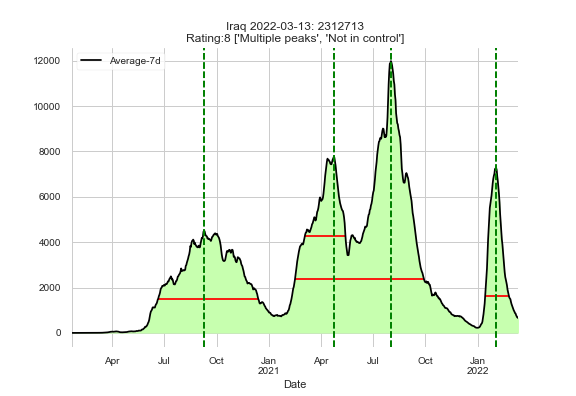 Iraq 2022-03-13: 2312713
Rating:8 ['Multiple peaks', 'Not in control']
Average-7d
12000
10000
8000
6000
4000
2000
0
Apr Jul Oct Jan Apr Jul Oct Jan
2021 2022
Date